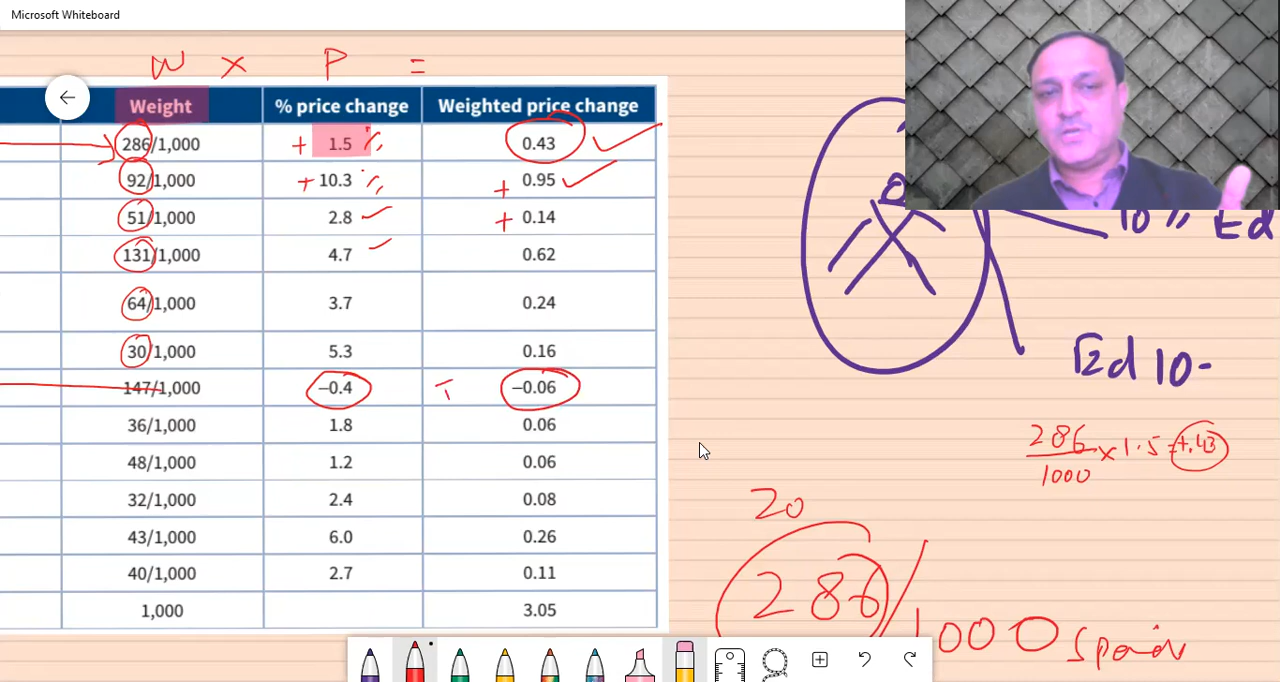 Microsoft Whiteboard
W x P =
Weight % price change Weighted price change
286/1,000 + 1.5 % 0.43
92/1,000 + 10.3 % + 0.95
51/1,000 2.8 + 0.14
131/1,000 4.7 0.62
64/1,000 3.7 0.24
30/1,000 5.3 0.16
147/1,000 –0.4 –0.06
36/1,000 1.8 0.06
48/1,000 1.2 0.06
32/1,000 2.4 0.08
43/1,000 6.0 0.26
40/1,000 2.7 0.11
1,000 3.05
10 % Ed
Ed 10-
286
1000
x 1.5 = +.43
20
286/
1000 Spain